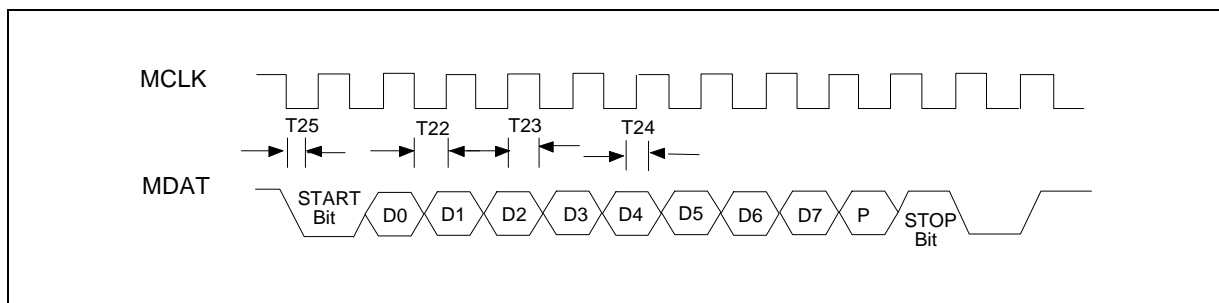 MCLK
T25 T22 T23 T24
MDAT
START
Bit
D0 D1 D2 D3 D4 D5 D6 D7 P
STOP
Bit